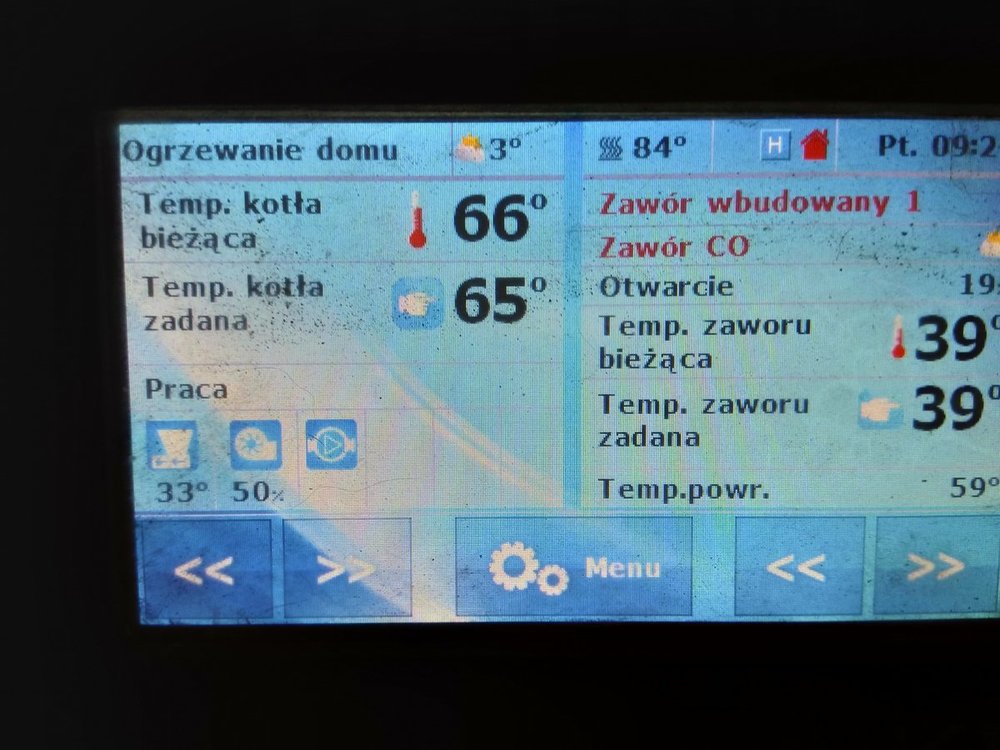 Ogrzewanie domu 3° 84° H Pt. 09:2
Temp. kotła
bieżąca
66°
Temp. kotła
zadana
65°
Praca
33° 50%
Zawór wbudowany 1
Zawór CO
Otwarcie 19
Temp. zaworu
bieżąca
39°
Temp. zaworu
zadana
39°
Temp.powr. 59°
<< >> Menu << >>